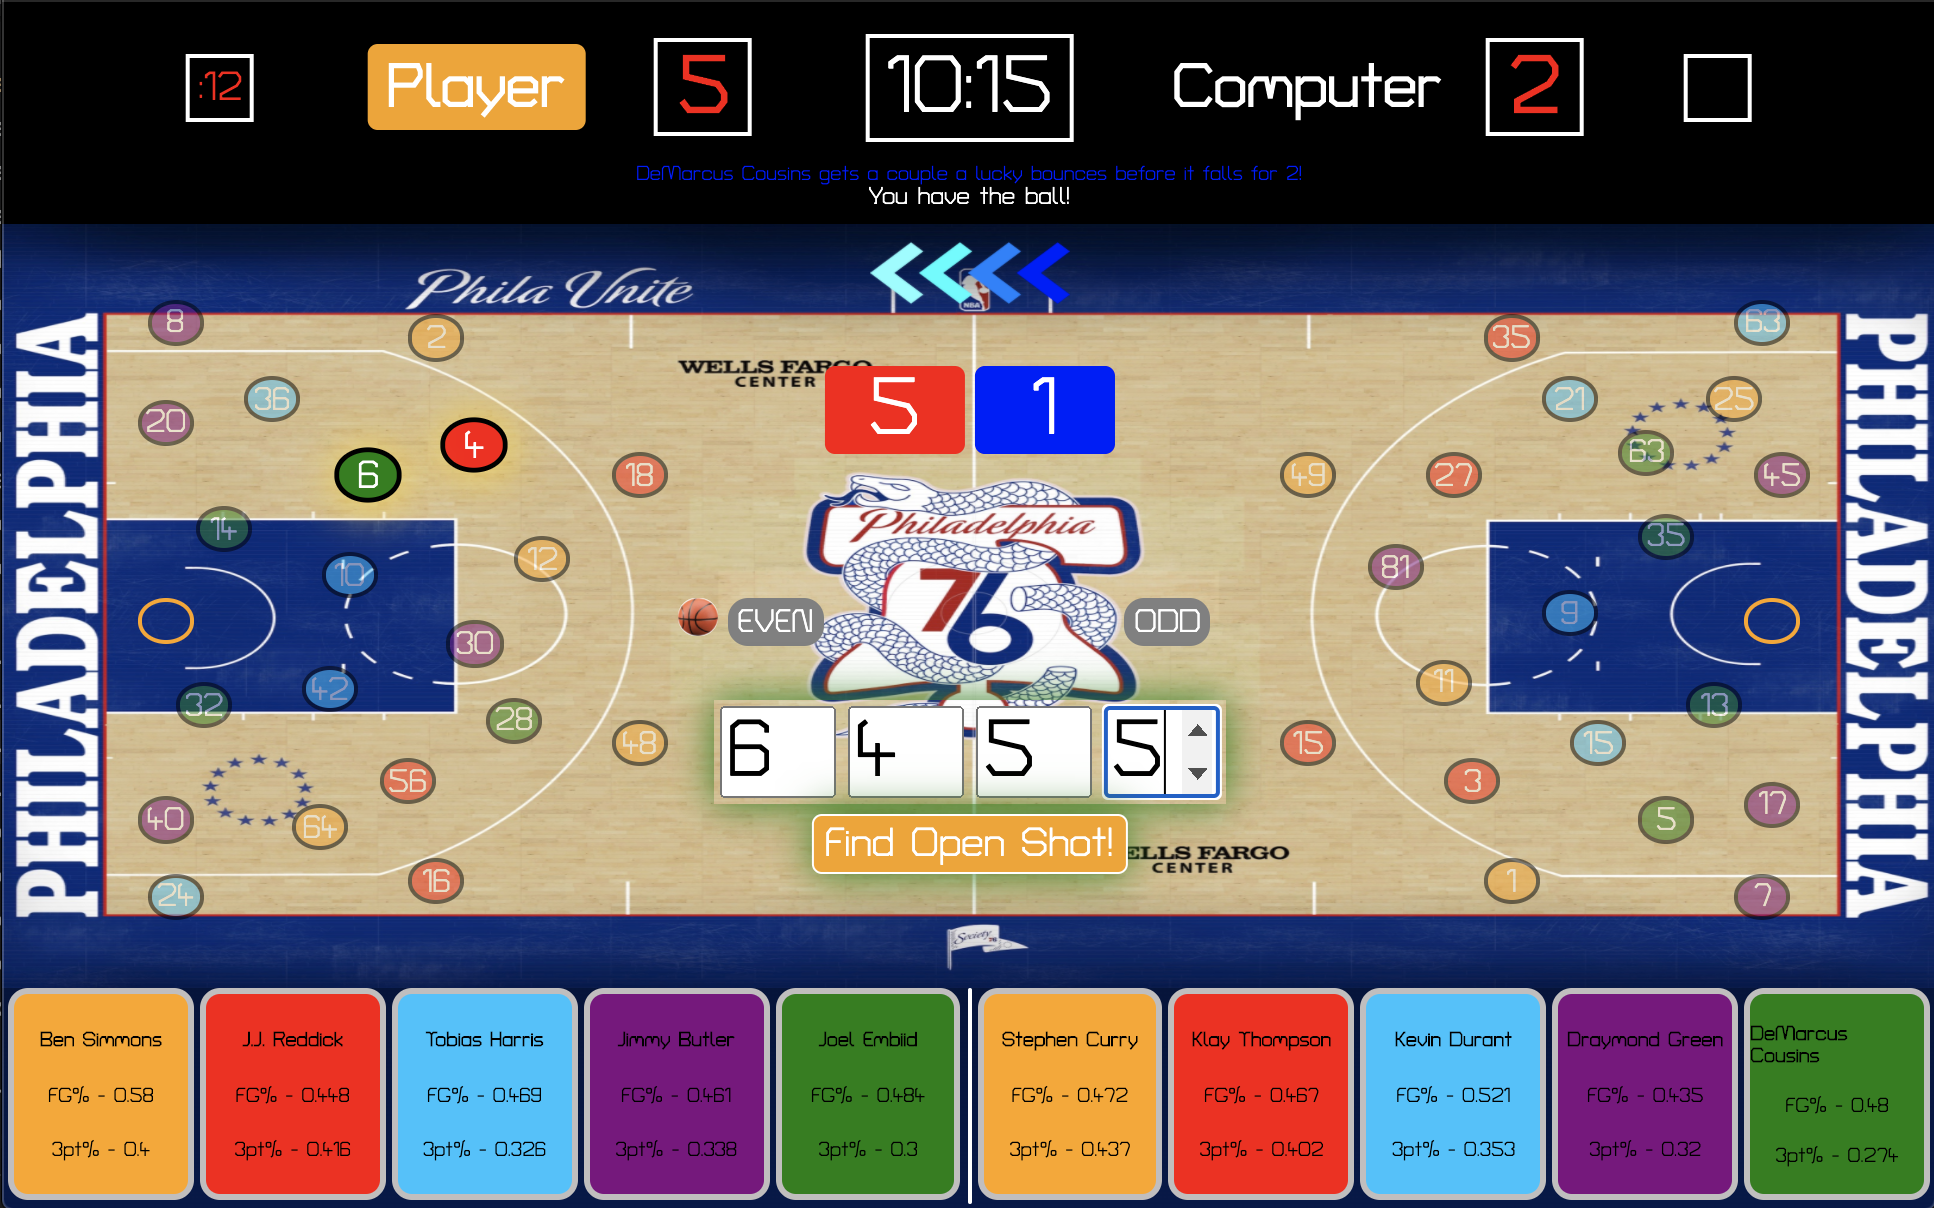 :12
Player
5
10:15
Computer
2
DeMarcus Cousins gets a couple a lucky bounces before it falls for 2!
You have the ball!
Phila Unite
NBA
PHILADELPHIA
PHILADELPHIA
8
2
35
63
WELLS FARGO
CENTER
5
1
36
20
21
25
4
6
18
49
27
63
45
14
10
12
Philadelphia
76
81
35
9
EVEN
ODD
30
42
32
28
48
11
13
15
15
6
4
5
5
56
40
64
3
5
17
Find Open Shot!
ELLS FARGO
CENTER
24
16
1
7
Society
76
Ben Simmons
FG% - 0.58
3pt% - 0.4
J.J. Reddick
FG% - 0.448
3pt% - 0.416
Tobias Harris
FG% - 0.469
3pt% - 0.326
Jimmy Butler
FG% - 0.461
3pt% - 0.338
Joel Embiid
FG% - 0.484
3pt% - 0.3
Stephen Curry
FG% - 0.472
3pt% - 0.437
Klay Thompson
FG% - 0.467
3pt% - 0.402
Kevin Durant
FG% - 0.521
3pt% - 0.353
Draymond Green
FG% - 0.435
3pt% - 0.32
DeMarcus
Cousins
FG% - 0.48
3pt% - 0.274